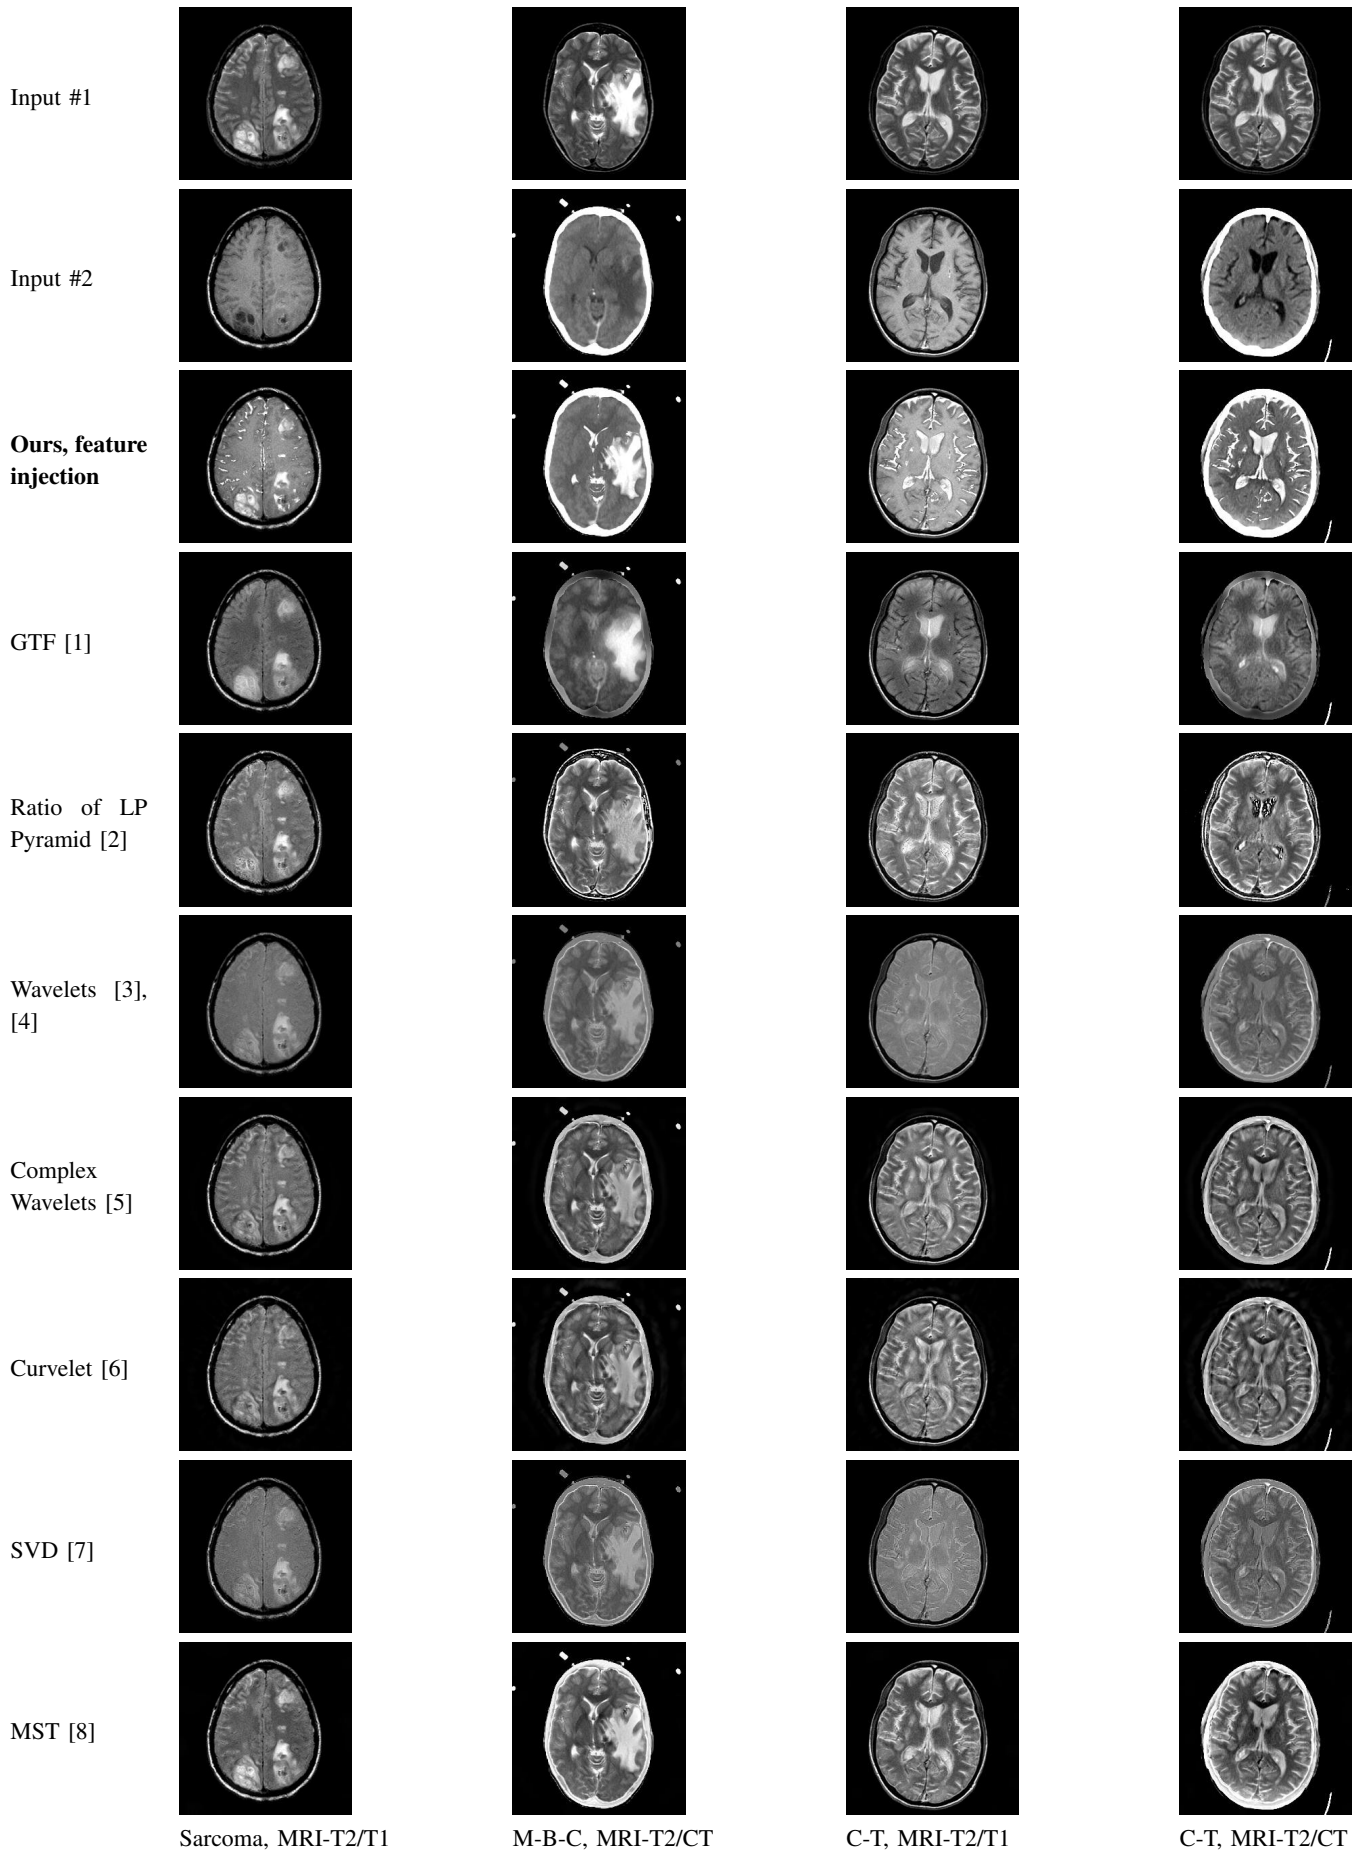 Input #1
Input #2
Ours, feature
injection
GTF [1]
Ratio of LP
Pyramid [2]
Wavelets [3],
[4]
Complex
Wavelets [5]
Curvelet [6]
SVD [7]
MST [8]
Sarcoma, MRI-T2/T1
M-B-C, MRI-T2/CT
C-T, MRI-T2/T1
C-T, MRI-T2/CT